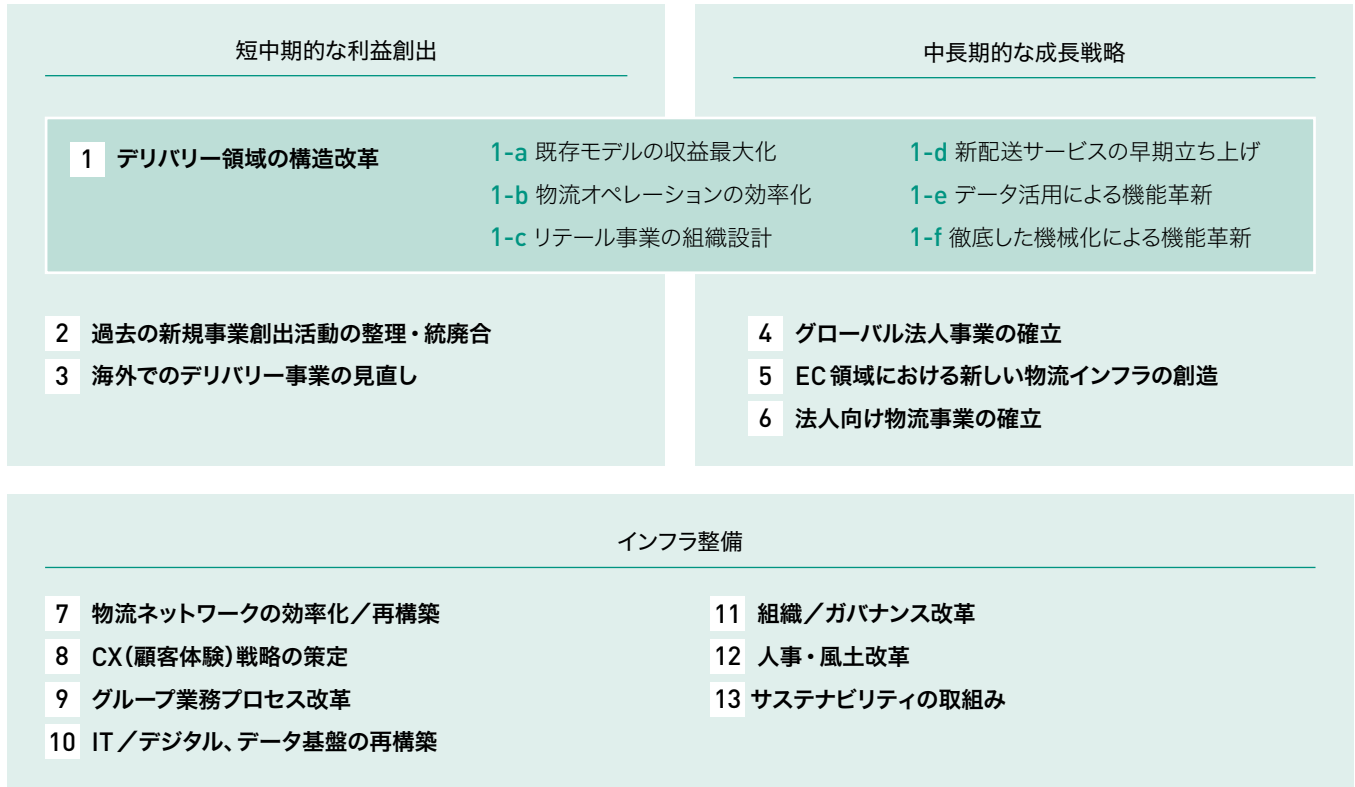 短中期的な利益創出
中長期的な成長戦略
1 デリバリー領域の構造改革
1-a 既存モデルの収益最大化
1-b 物流オペレーションの効率化
1-c リテール事業の組織設計
1-d 新配送サービスの早期立ち上げ
1-e データ活用による機能革新
1-f 徹底した機械化による機能革新
2 過去の新規事業創出活動の整理・統廃合
3 海外でのデリバリー事業の見直し
4 グローバル法人事業の確立
5 EC領域における新しい物流インフラの創造
6 法人向け物流事業の確立
インフラ整備
7 物流ネットワークの効率化／再構築
8 CX(顧客体験)戦略の策定
9 グループ業務プロセス改革
10 IT／デジタル、データ基盤の再構築
11 組織／ガバナンス改革
12 人事・風土改革
13 サステナビリティの取組み